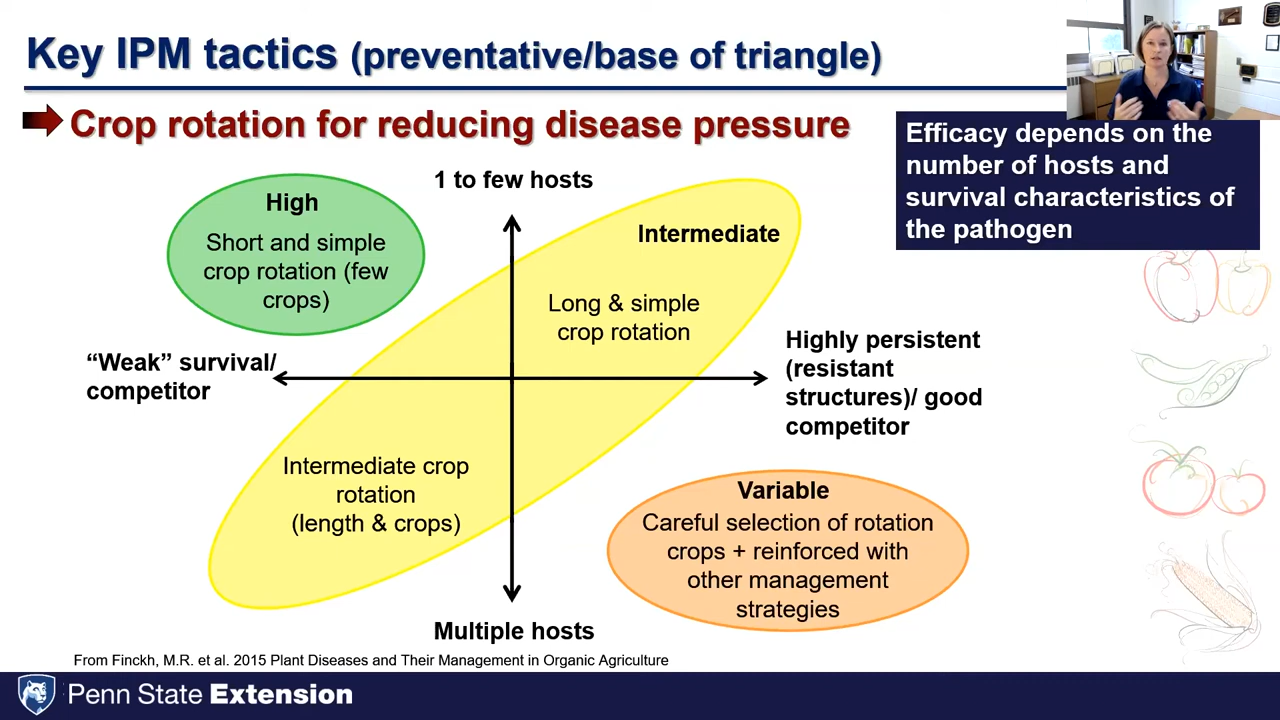 Key IPM tactics (preventative/base of triangle)
Crop rotation for reducing disease pressure
Efficacy depends on the
number of hosts and
survival characteristics of
the pathogen
1 to few hosts
High
Short and simple
crop rotation (few
crops)
Intermediate
Long & simple
crop rotation
“Weak” survival/
competitor
Highly persistent
(resistant
structures)/ good
competitor
Intermediate crop
rotation
(length & crops)
Variable
Careful selection of rotation
crops + reinforced with
other management
strategies
Multiple hosts
From Finckh, M.R. et al. 2015 Plant Diseases and Their Management in Organic Agriculture
Penn State Extension